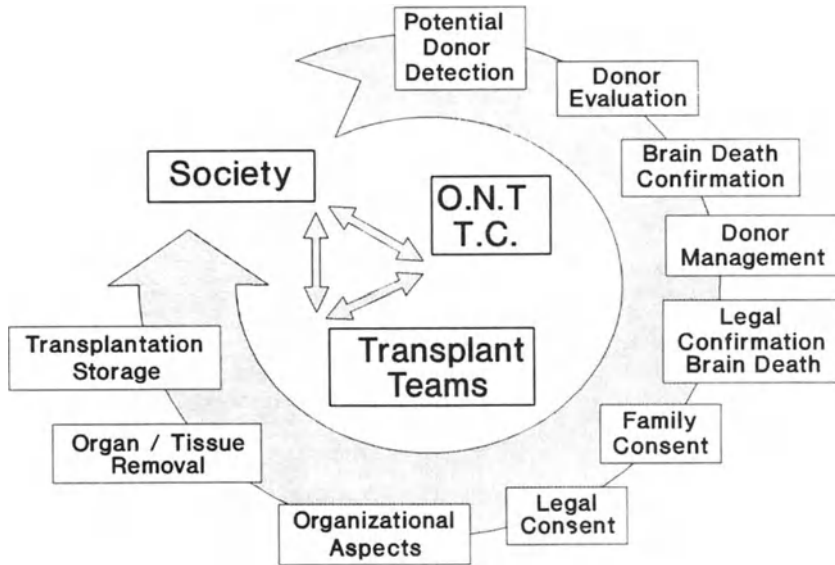 Potential
Donor
Detection
Donor
Evaluation
Brain Death
Confirmation
Donor
Management
Legal
Confirmation
Brain Death
Family
Consent
Legal
Consent
Organizational
Aspects
Organ / Tissue
Removal
Transplantation
Storage
Society
O.N.T
T.C.
Transplant
Teams